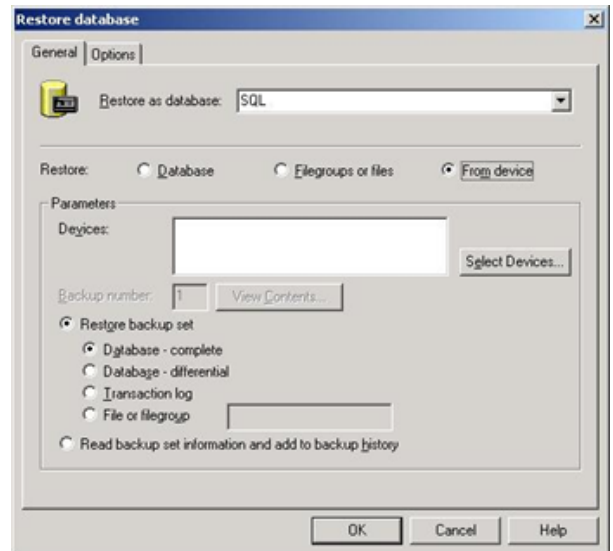 Restore database
General Options
Restore as database: SQL
Restore: Database Filegroups or files From device
Parameters
Devices:
Select Devices...
Backup number: 1 View Contents...
Restore backup set
Database - complete
Database - differential
Transaction log
File or filegroup
Read backup set information and add to backup history
OK Cancel Help